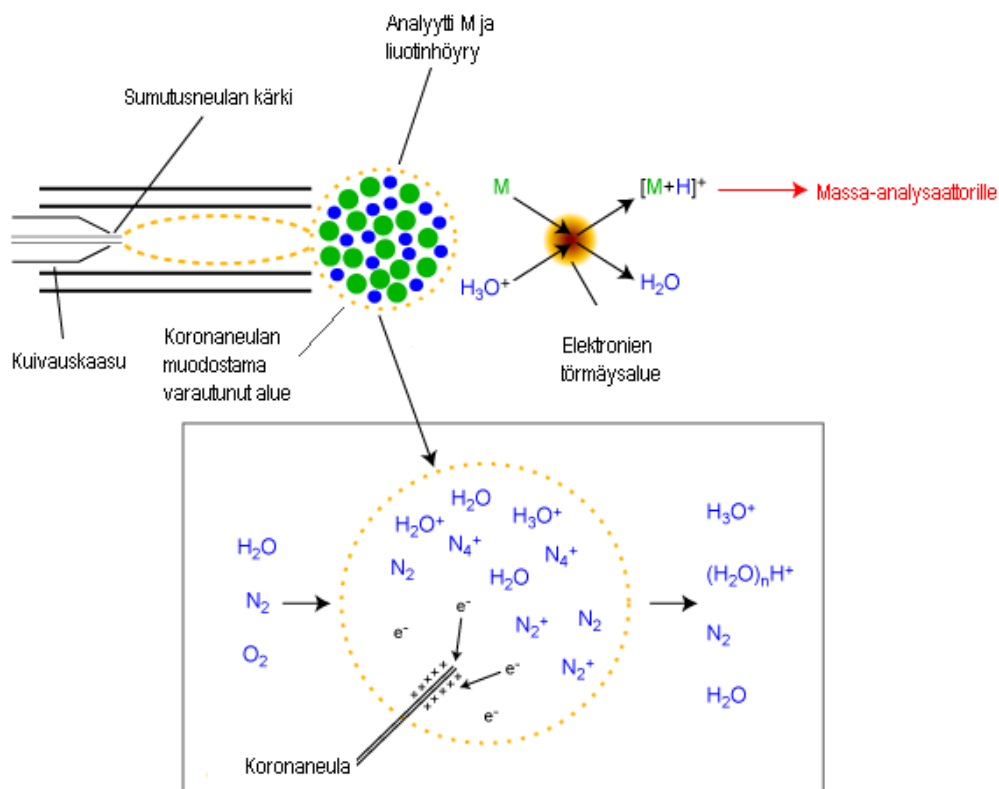 Analyytti M ja
liuotinhöyry
Sumutusneulan kärki
M
[M+H]⁺
Massa-analysaattorille
H₃O⁺
H₂O
Kuivauskaasu
Koronaneulan
muodostama
varautunut alue
Elektronien
törmäysalue
H₂O
N₂
O₂
H₂O
H₂O⁺
H₃O⁺
N₄⁺
N₄⁺
N₂
H₂O
e⁻
e⁻
N₂⁺
N₂
e⁻
N₂⁺
e⁻
Koronaneula
H₃O⁺
(H₂O)ₙH⁺
N₂
H₂O